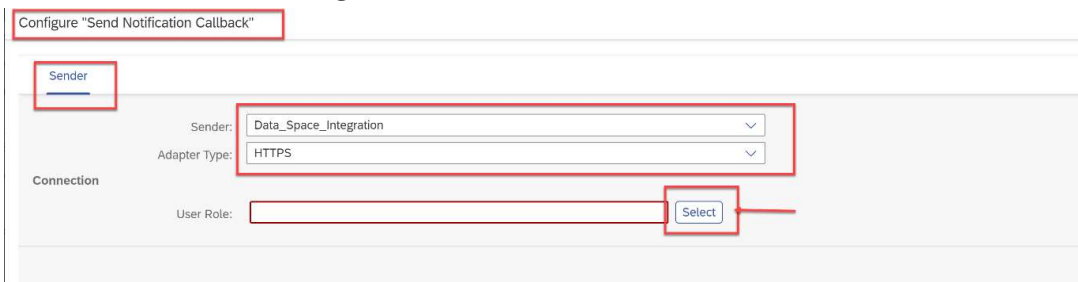 Configure "Send Notification Callback"
Sender
Sender: Data_Space_Integration
Adapter Type: HTTPS
Connection
User Role: Select